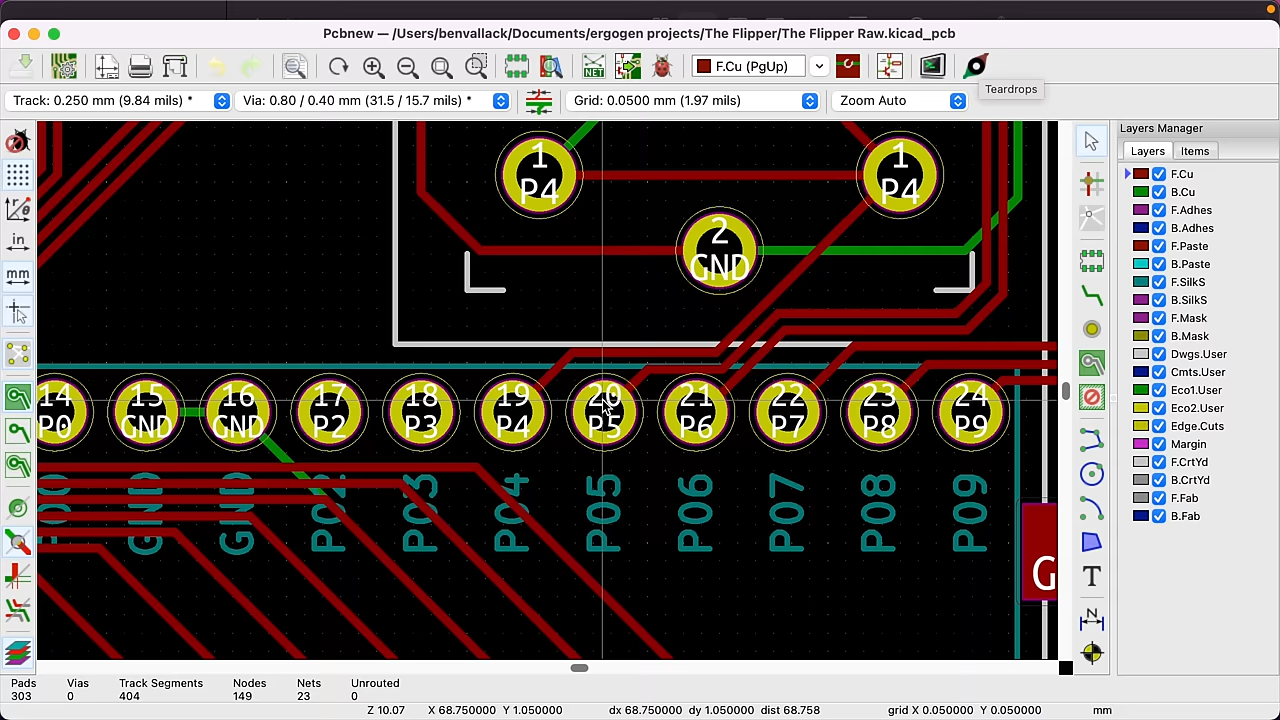 Pcbnew — /Users/benvallack/Documents/ergogen projects/The Flipper/The Flipper Raw.kicad_pcb
NET
F.Cu (PgUp)
Teardrops
Track: 0.250 mm (9.84 mils) *
Via: 0.80 / 0.40 mm (31.5 / 15.7 mils) *
Grid: 0.0500 mm (1.97 mils)
Zoom Auto
in
mm
1
P4
1
P4
2
GND
14
P0
15
GND
16
GND
17
P2
18
P3
19
P4
20
P5
21
P6
22
P7
23
P8
24
P9
GND
GND
P02
P03
P04
P05
P06
P07
P08
P09
G
T
N
Layers Manager
Layers
Items
F.Cu
B.Cu
F.Adhes
B.Adhes
F.Paste
B.Paste
F.SilkS
B.SilkS
F.Mask
B.Mask
Dwgs.User
Cmts.User
Eco1.User
Eco2.User
Edge.Cuts
Margin
F.CrtYd
B.CrtYd
F.Fab
B.Fab
Pads
303
Vias
0
Track Segments
404
Nodes
149
Nets
23
Unrouted
0
Z 10.07
X 68.750000 Y 1.050000
dx 68.750000 dy 1.050000 dist 68.758
grid X 0.050000 Y 0.050000
mm